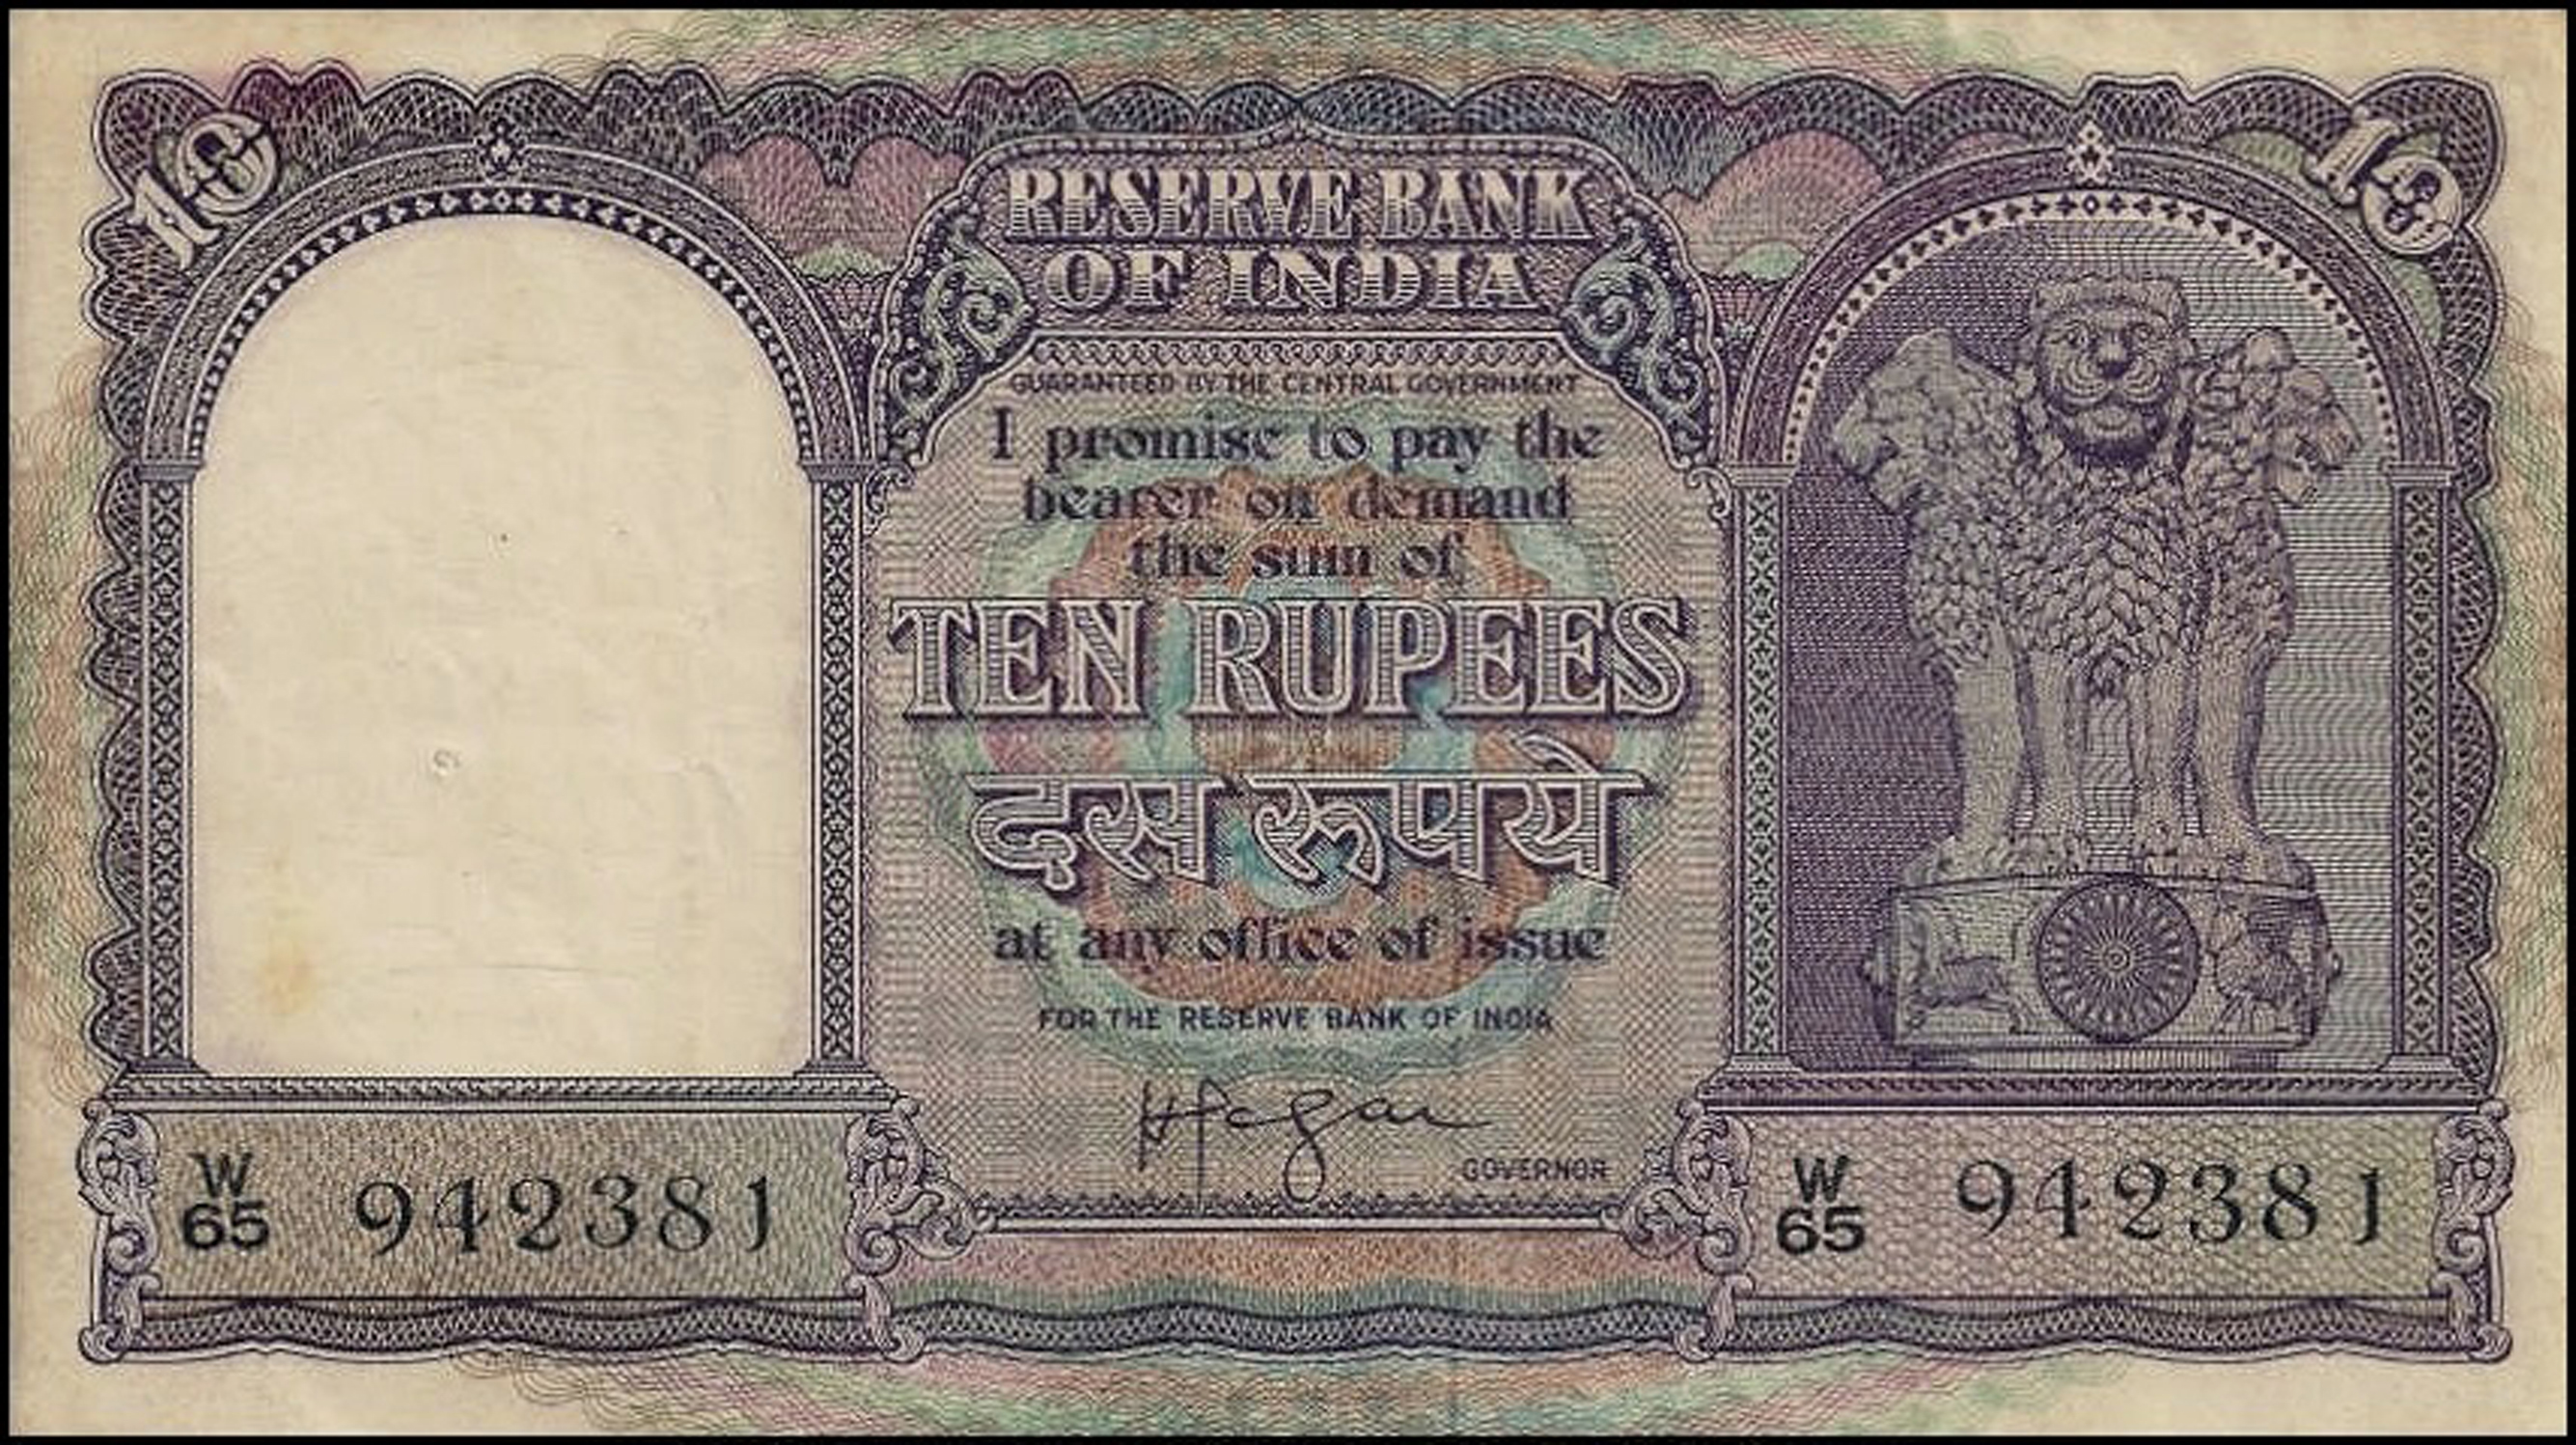 10
10
RESERVE BANK
OF INDIA
GUARANTEED BY THE CENTRAL GOVERNMENT
I promise to pay the
bearer on demand
the sum of
TEN RUPEES
दस रूपये
at any office of issue
FOR THE RESERVE BANK OF INDIA
GOVERNOR
W
65 942381
W
65 942381